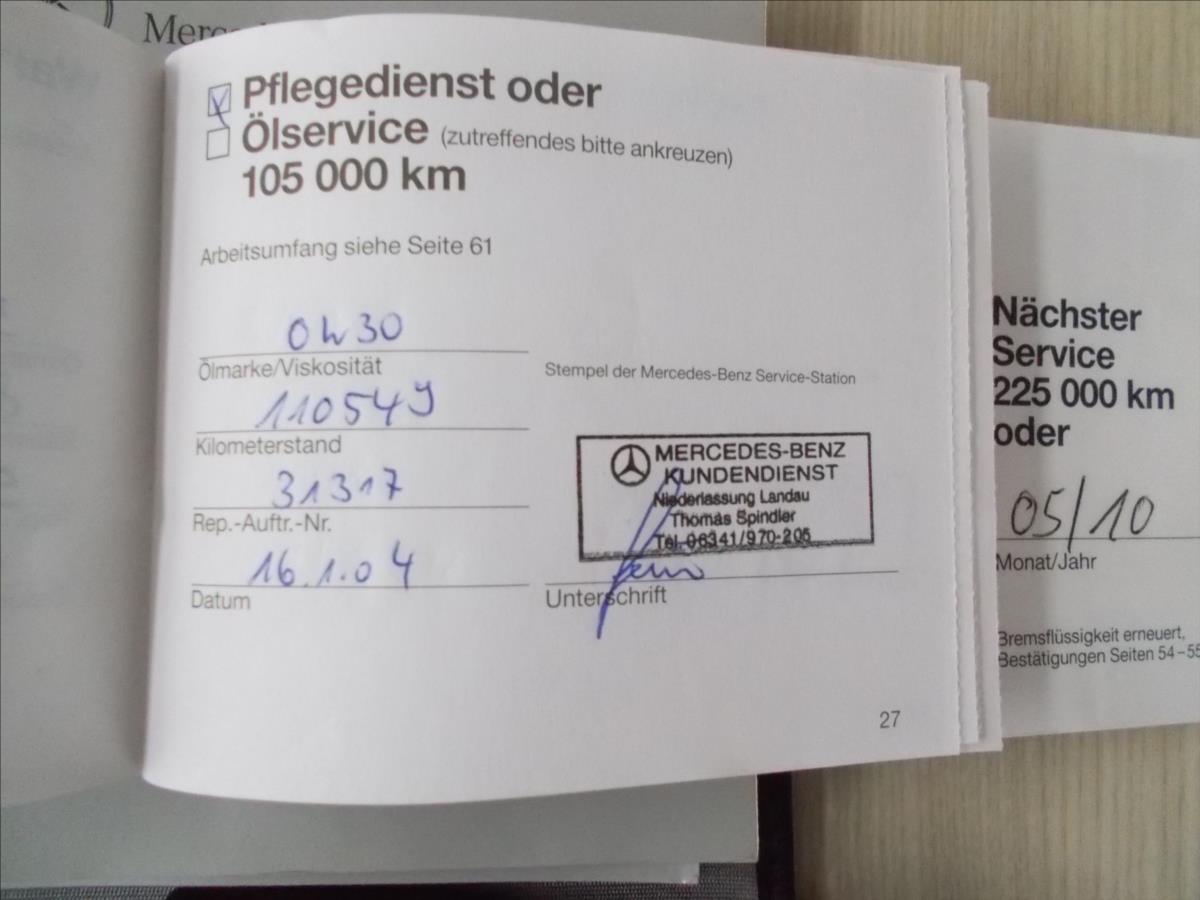 Pflegedienst oder
Ölservice (zutreffendes bitte ankreuzen)
105 000 km
Arbeitsumfang siehe Seite 61
0W30
Ölmarke/Viskosität
110549
Kilometerstand
31317
Rep.-Auftr.-Nr.
16.1.04
Datum
Stempel der Mercedes-Benz Service-Station
MERCEDES-BENZ
KUNDENDIENST
Niederlassung Landau
Thomas Spindler
Tel. 06341/970-205
Unterschrift
27
Nächster
Service
225 000 km
oder
05/10
Monat/Jahr
Bremsflüssigkeit erneuert,
Bestätigungen Seiten 54–55